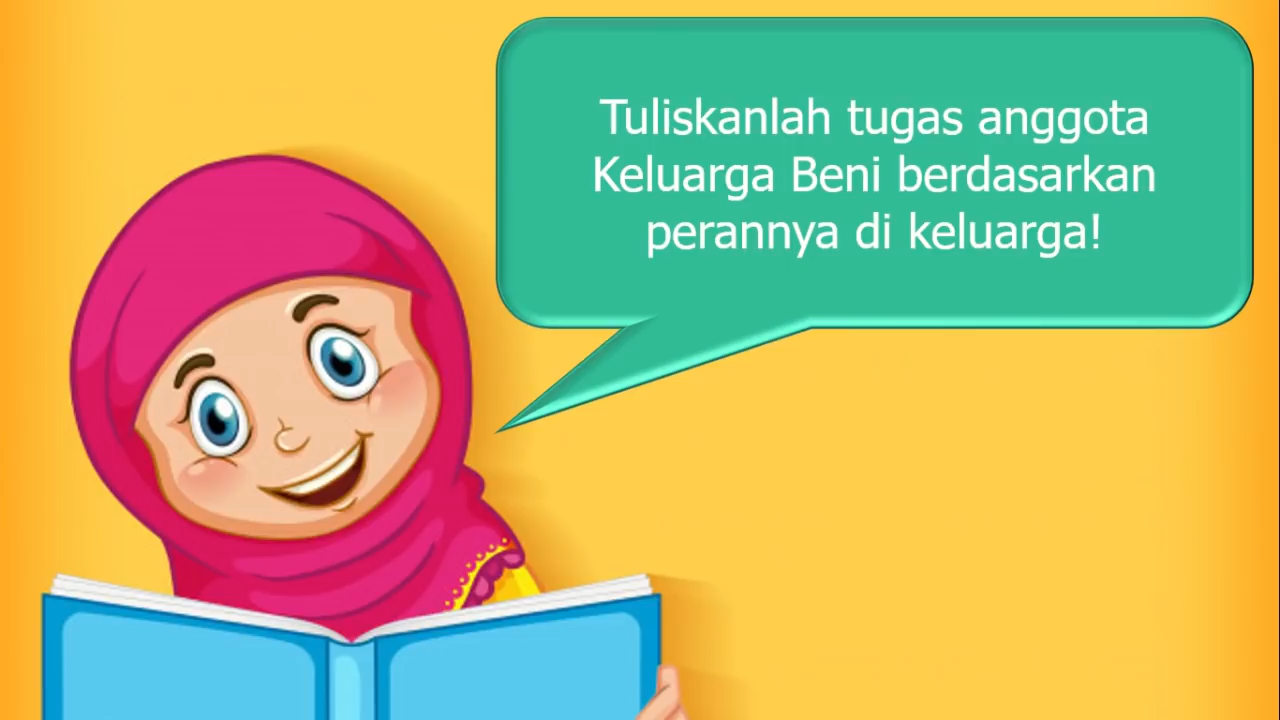 Tuliskanlah tugas anggota
Keluarga Beni berdasarkan
perannya di keluarga!